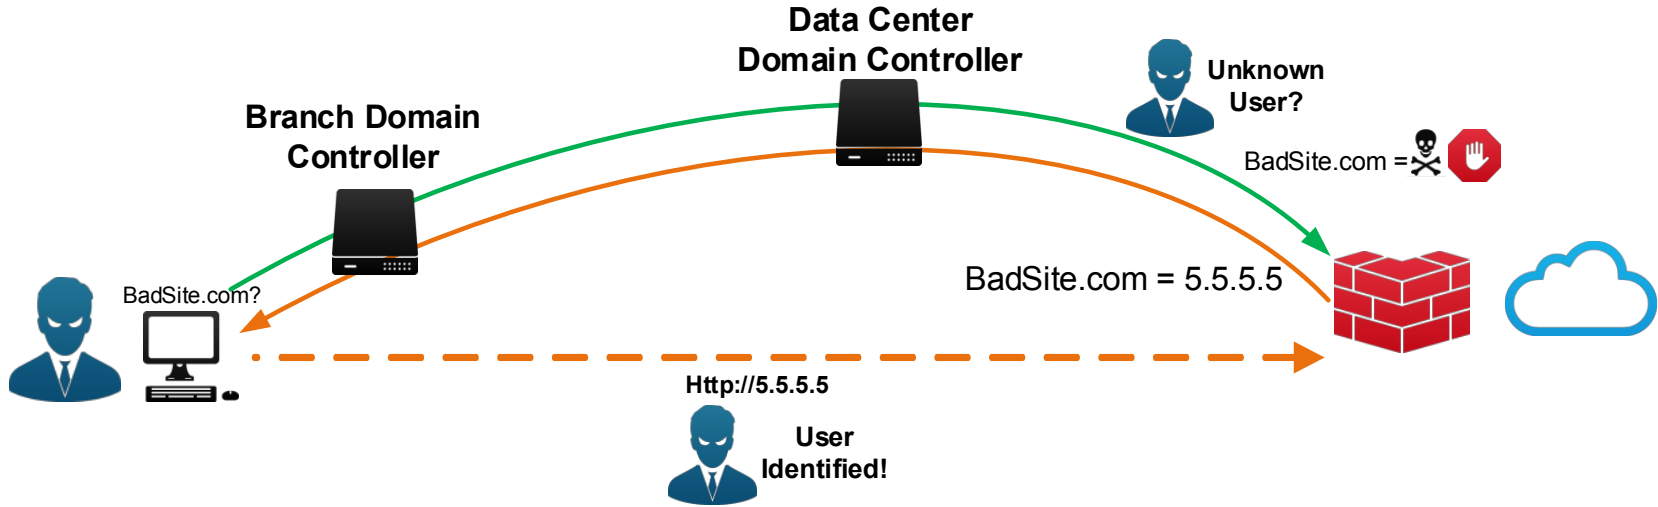 Data Center
Domain Controller
Unknown
User?
Branch Domain
Controller
BadSite.com =
BadSite.com = 5.5.5.5
BadSite.com?
Http://5.5.5.5
User
Identified!